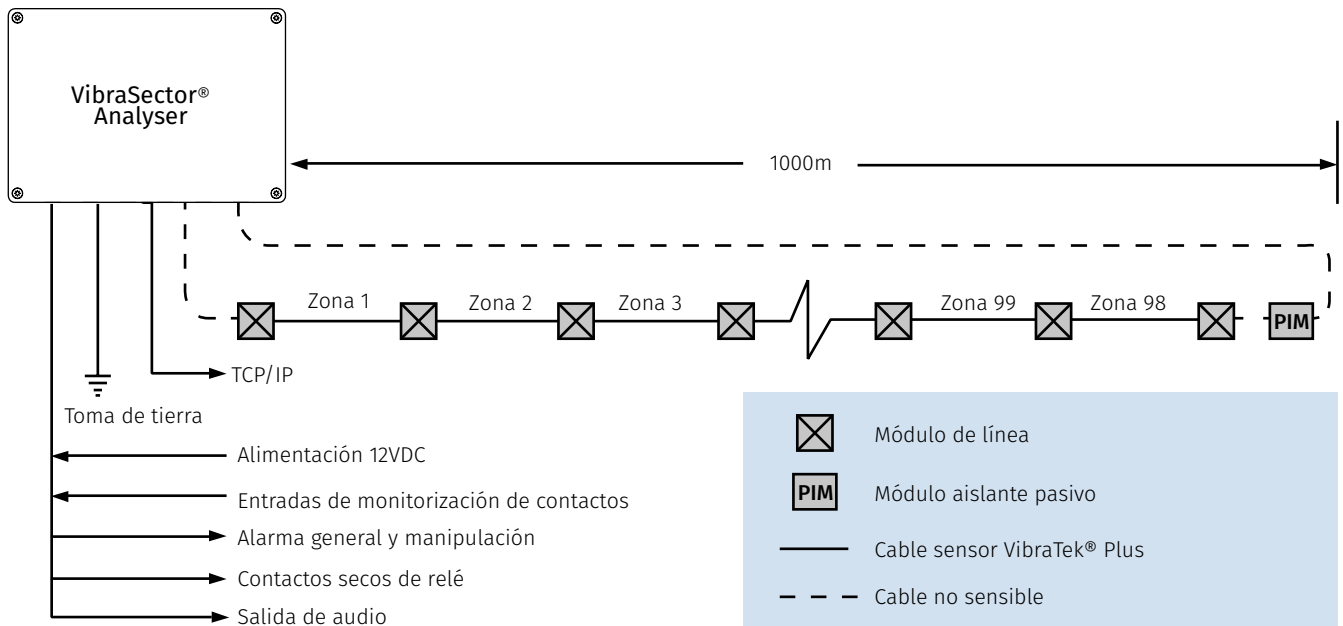 VibraSector®
Analyser
1000m
Zona 1
Zona 2
Zona 3
Zona 99
Zona 98
PIM
TCP/IP
Toma de tierra
Alimentación 12VDC
Entradas de monitorización de contactos
Alarma general y manipulación
Contactos secos de relé
Salida de audio
Módulo de línea
PIM
Módulo aislante pasivo
Cable sensor VibraTek® Plus
Cable no sensible